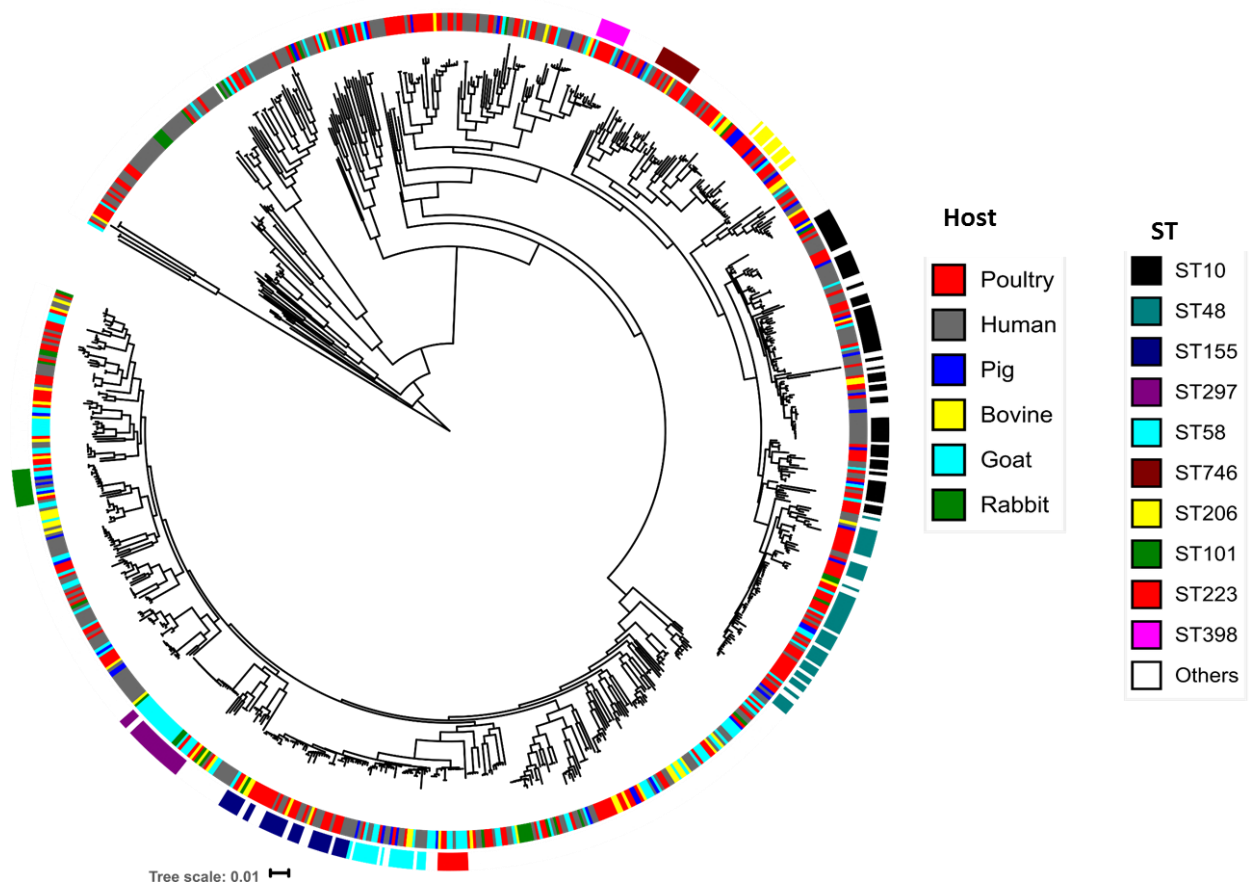 Host
Poultry
Human
Pig
Bovine
Goat
Rabbit
ST
ST10
ST48
ST155
ST297
ST58
ST746
ST206
ST101
ST223
ST398
Others
Tree scale: 0.01